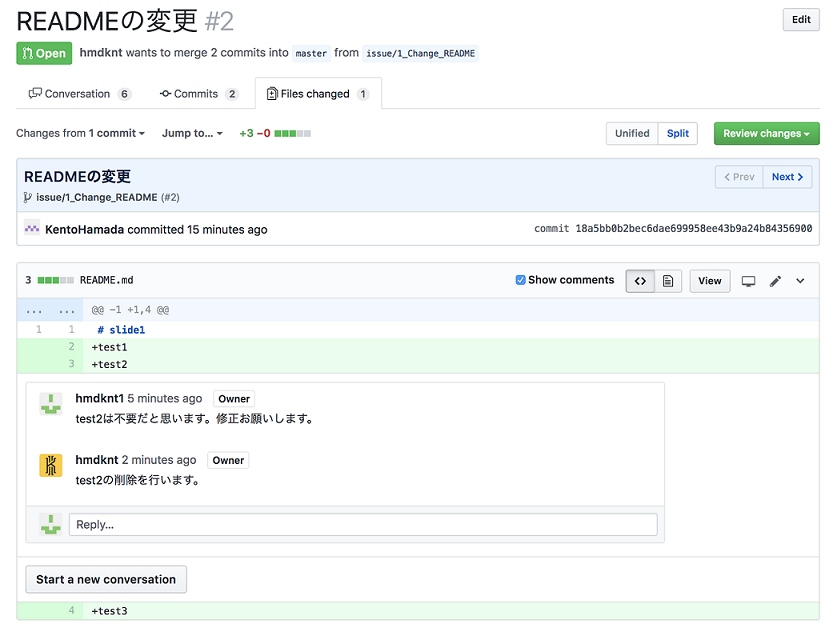 READMEの変更 #2
Edit
Open hmdknt wants to merge 2 commits into master from issue/1_Change_README
Conversation 6 Commits 2 Files changed 1
Changes from 1 commit Jump to... +3 −0 Unified Split Review changes
READMEの変更
Prev Next
issue/1_Change_README (#2)
KentoHamada committed 15 minutes ago commit 18a5bb0b2bec6dae699958ee43b9a24b84356900
3 README.md Show comments <> View
... ... @@ -1 +1,4 @@
1 1 # slide1
2 +test1
3 +test2
hmdknt1 5 minutes ago Owner
test2は不要だと思います。修正お願いします。
hmdknt 2 minutes ago Owner
test2の削除を行います。
Reply...
Start a new conversation
4 +test3